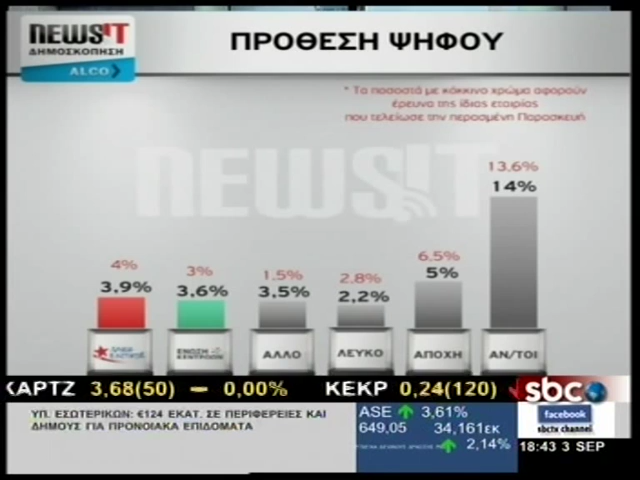 NEWSIT
ΔΗΜΟΣΚΟΠΗΣΗ
ALCO
ΠΡΟΘΕΣΗ ΨΗΦΟΥ
* Τα ποσοστά με κόκκινο χρώμα αφορούν
έρευνα της ίδιας εταιρίας
που τελείωσε την περασμένη Παρασκευή
NEWSIT
4% 3% 1.5% 2,8% 6.5% 13.6%
3,9% 3,6% 3,5% 2,2% 5% 14%
ΕΝΩΣΗ ΚΕΝΤΡΩΩΝ ΑΛΛΟ ΛΕΥΚΟ ΑΠΟΧΗ ΑΝ/ΤΟΙ
ΚΑΡΤΖ 3,68(50) 0,00% ΚΕΚΡ 0,24(120)
sbc
ΥΠ. ΕΣΩΤΕΡΙΚΩΝ: €124 ΕΚΑΤ. ΣΕ ΠΕΡΙΦΕΡΕΙΕΣ ΚΑΙ
ΔΗΜΟΥΣ ΓΙΑ ΠΡΟΝΟΙΑΚΑ ΕΠΙΔΟΜΑΤΑ
ASE 3,61%
649,05 34,161εκ
2,14%
facebook
sbctv channel
18:43 3 SEP